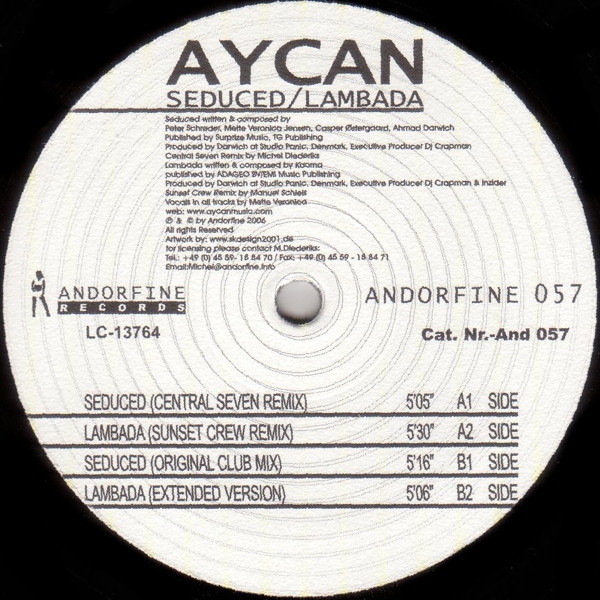 AYCAN
SEDUCED/LAMBADA
Seduced written & composed by
Peter Schrøder, Mette Veronica Jensen, Casper Østergaard, Ahmad Darwich
Published by Surprize Music, TG Publishing
Produced by Darwich at Studio Panic, Denmark, Executive Producer Dj Crapman
Central Seven Remix by Michel Diederiks
Lambada written & composed by Kaoma
published by ADAGEO BV/EMI Music Publishing
Produced by Darwich at Studio Panic, Denmark, Executive Producer Dj Crapman & Inzider
Sunset Crew Remix by Manuel Schleis
Vocals in all tracks by Mette Veronica
web: www.aycanmusic.com
℗ & © by Andorfine 2006
All rights Reserved
Artwork by: www.skdesign2001.de
for licensing please contact M.Diederiks:
Tel.: +49 (0) 45 59- 18 84 70 / Fax: +49 (0) 45 59 - 18 84 71
Email:Michel@andorfine.info
ANDORFINE
RECORDS
LC-13764
ANDORFINE 057
Cat. Nr.-And 057
SEDUCED (CENTRAL SEVEN REMIX) 5'05" A1 SIDE
LAMBADA (SUNSET CREW REMIX) 5'30" A2 SIDE
SEDUCED (ORIGINAL CLUB MIX) 5'16" B1 SIDE
LAMBADA (EXTENDED VERSION) 5'06" B2 SIDE